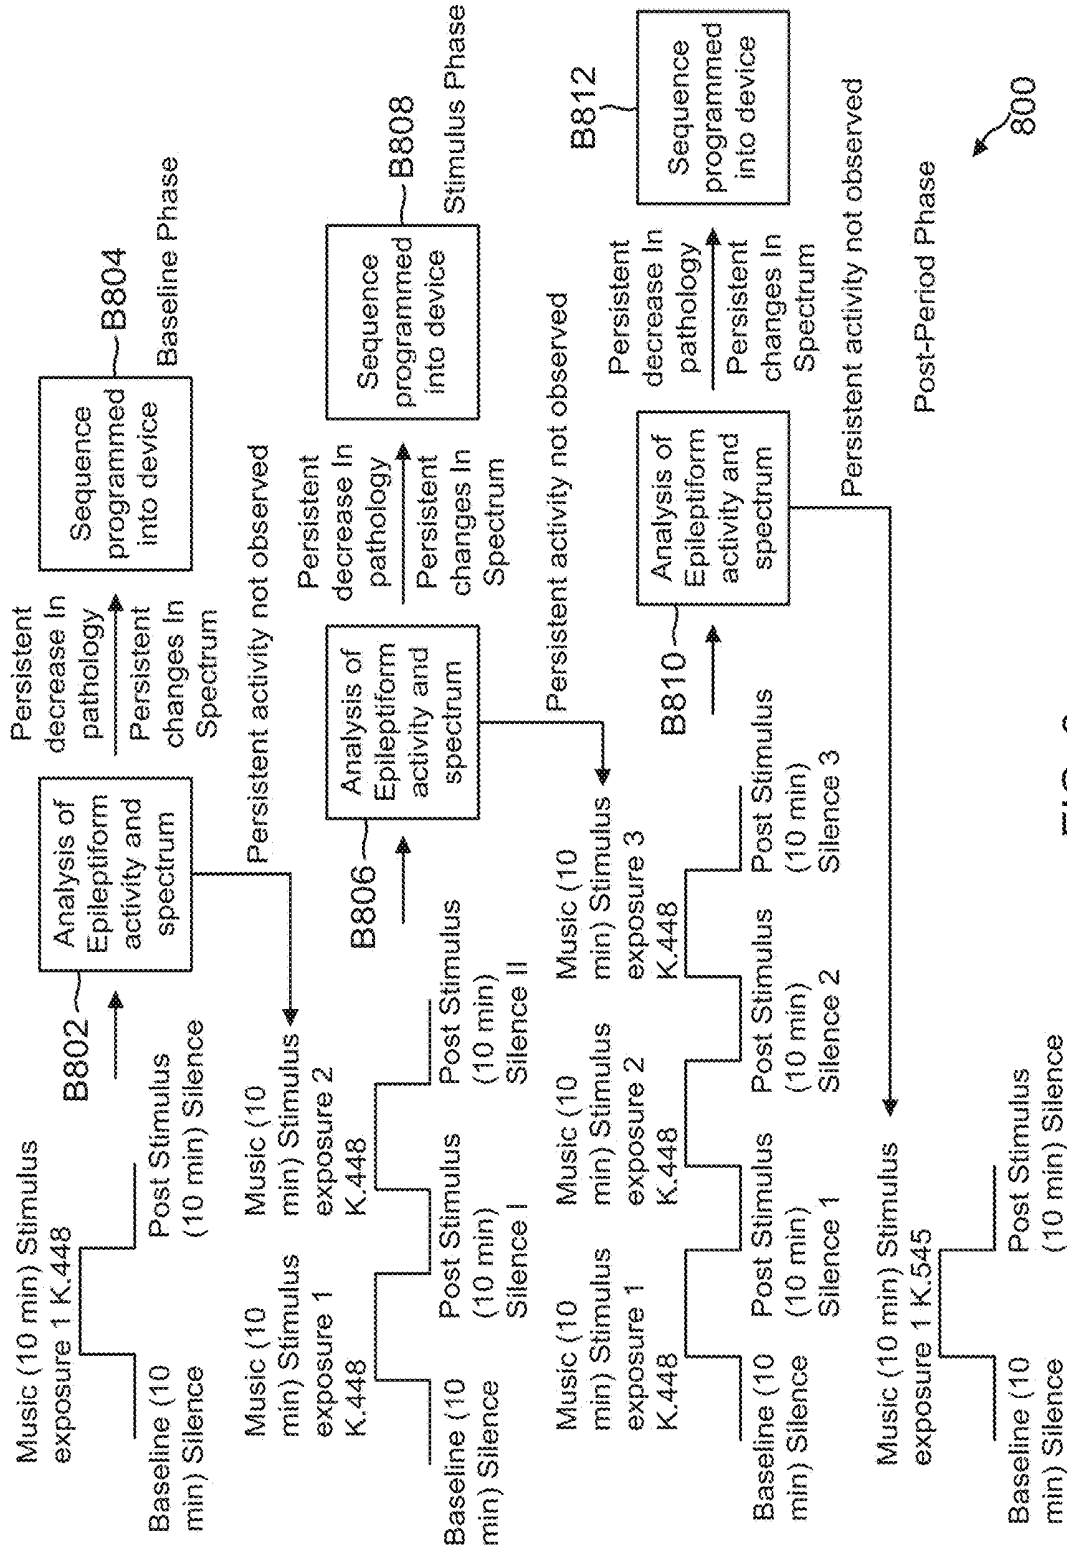 Music (10 min) Stimulus
exposure 1 K.448
Baseline (10
min) Silence
Post Stimulus
(10 min) Silence
B802
Analysis of
Epileptiform
activity and
spectrum
Persistent
decrease In
pathology
Persistent
changes In
Spectrum
Sequence
programmed
into device
B804
Baseline Phase
Persistent activity not observed
Music (10
min) Stimulus
exposure 1
K.448
Music (10
min) Stimulus
exposure 2
K.448
Baseline (10
min) Silence
Post Stimulus
(10 min)
Silence I
Post Stimulus
(10 min)
Silence II
B806
Analysis of
Epileptiform
activity and
spectrum
Persistent
decrease In
pathology
Persistent
changes In
Spectrum
Sequence
programmed
into device
B808
Stimulus Phase
Persistent activity not observed
Music (10
min) Stimulus
exposure 1
K.448
Music (10
min) Stimulus
exposure 2
K.448
Music (10
min) Stimulus
exposure 3
K.448
Baseline (10
min) Silence
Post Stimulus
(10 min)
Silence 1
Post Stimulus
(10 min)
Silence 2
Post Stimulus
(10 min)
Silence 3
B810
Analysis of
Epileptiform
activity and
spectrum
Persistent
decrease In
pathology
Persistent
changes In
Spectrum
Sequence
programmed
into device
B812
Persistent activity not observed
Post-Period Phase
Music (10 min) Stimulus
exposure 1 K.545
Baseline (10
min) Silence
Post Stimulus
(10 min) Silence
800